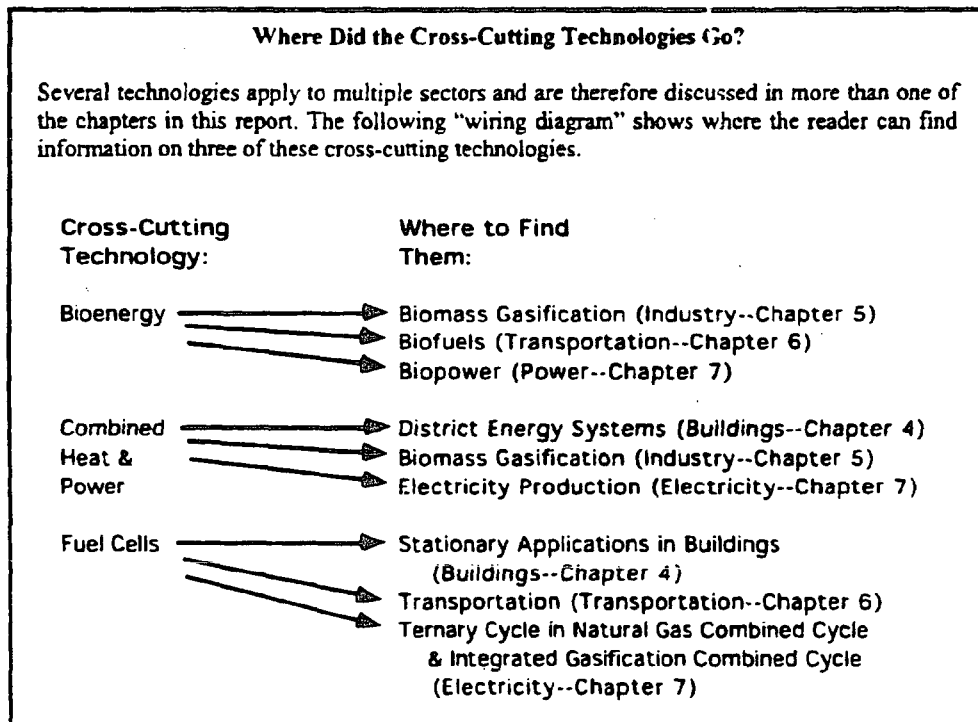 Where Did the Cross-Cutting Technologies Go?
Several technologies apply to multiple sectors and are therefore discussed in more than one of
the chapters in this report. The following “wiring diagram” shows where the reader can find
information on three of these cross-cutting technologies.
Cross-Cutting
Technology:
Where to Find
Them:
Bioenergy
Biomass Gasification (Industry--Chapter 5)
Biofuels (Transportation--Chapter 6)
Biopower (Power--Chapter 7)
Combined
Heat &
Power
District Energy Systems (Buildings--Chapter 4)
Biomass Gasification (Industry--Chapter 5)
Electricity Production (Electricity--Chapter 7)
Fuel Cells
Stationary Applications in Buildings
(Buildings--Chapter 4)
Transportation (Transportation--Chapter 6)
Ternary Cycle in Natural Gas Combined Cycle
& Integrated Gasification Combined Cycle
(Electricity--Chapter 7)